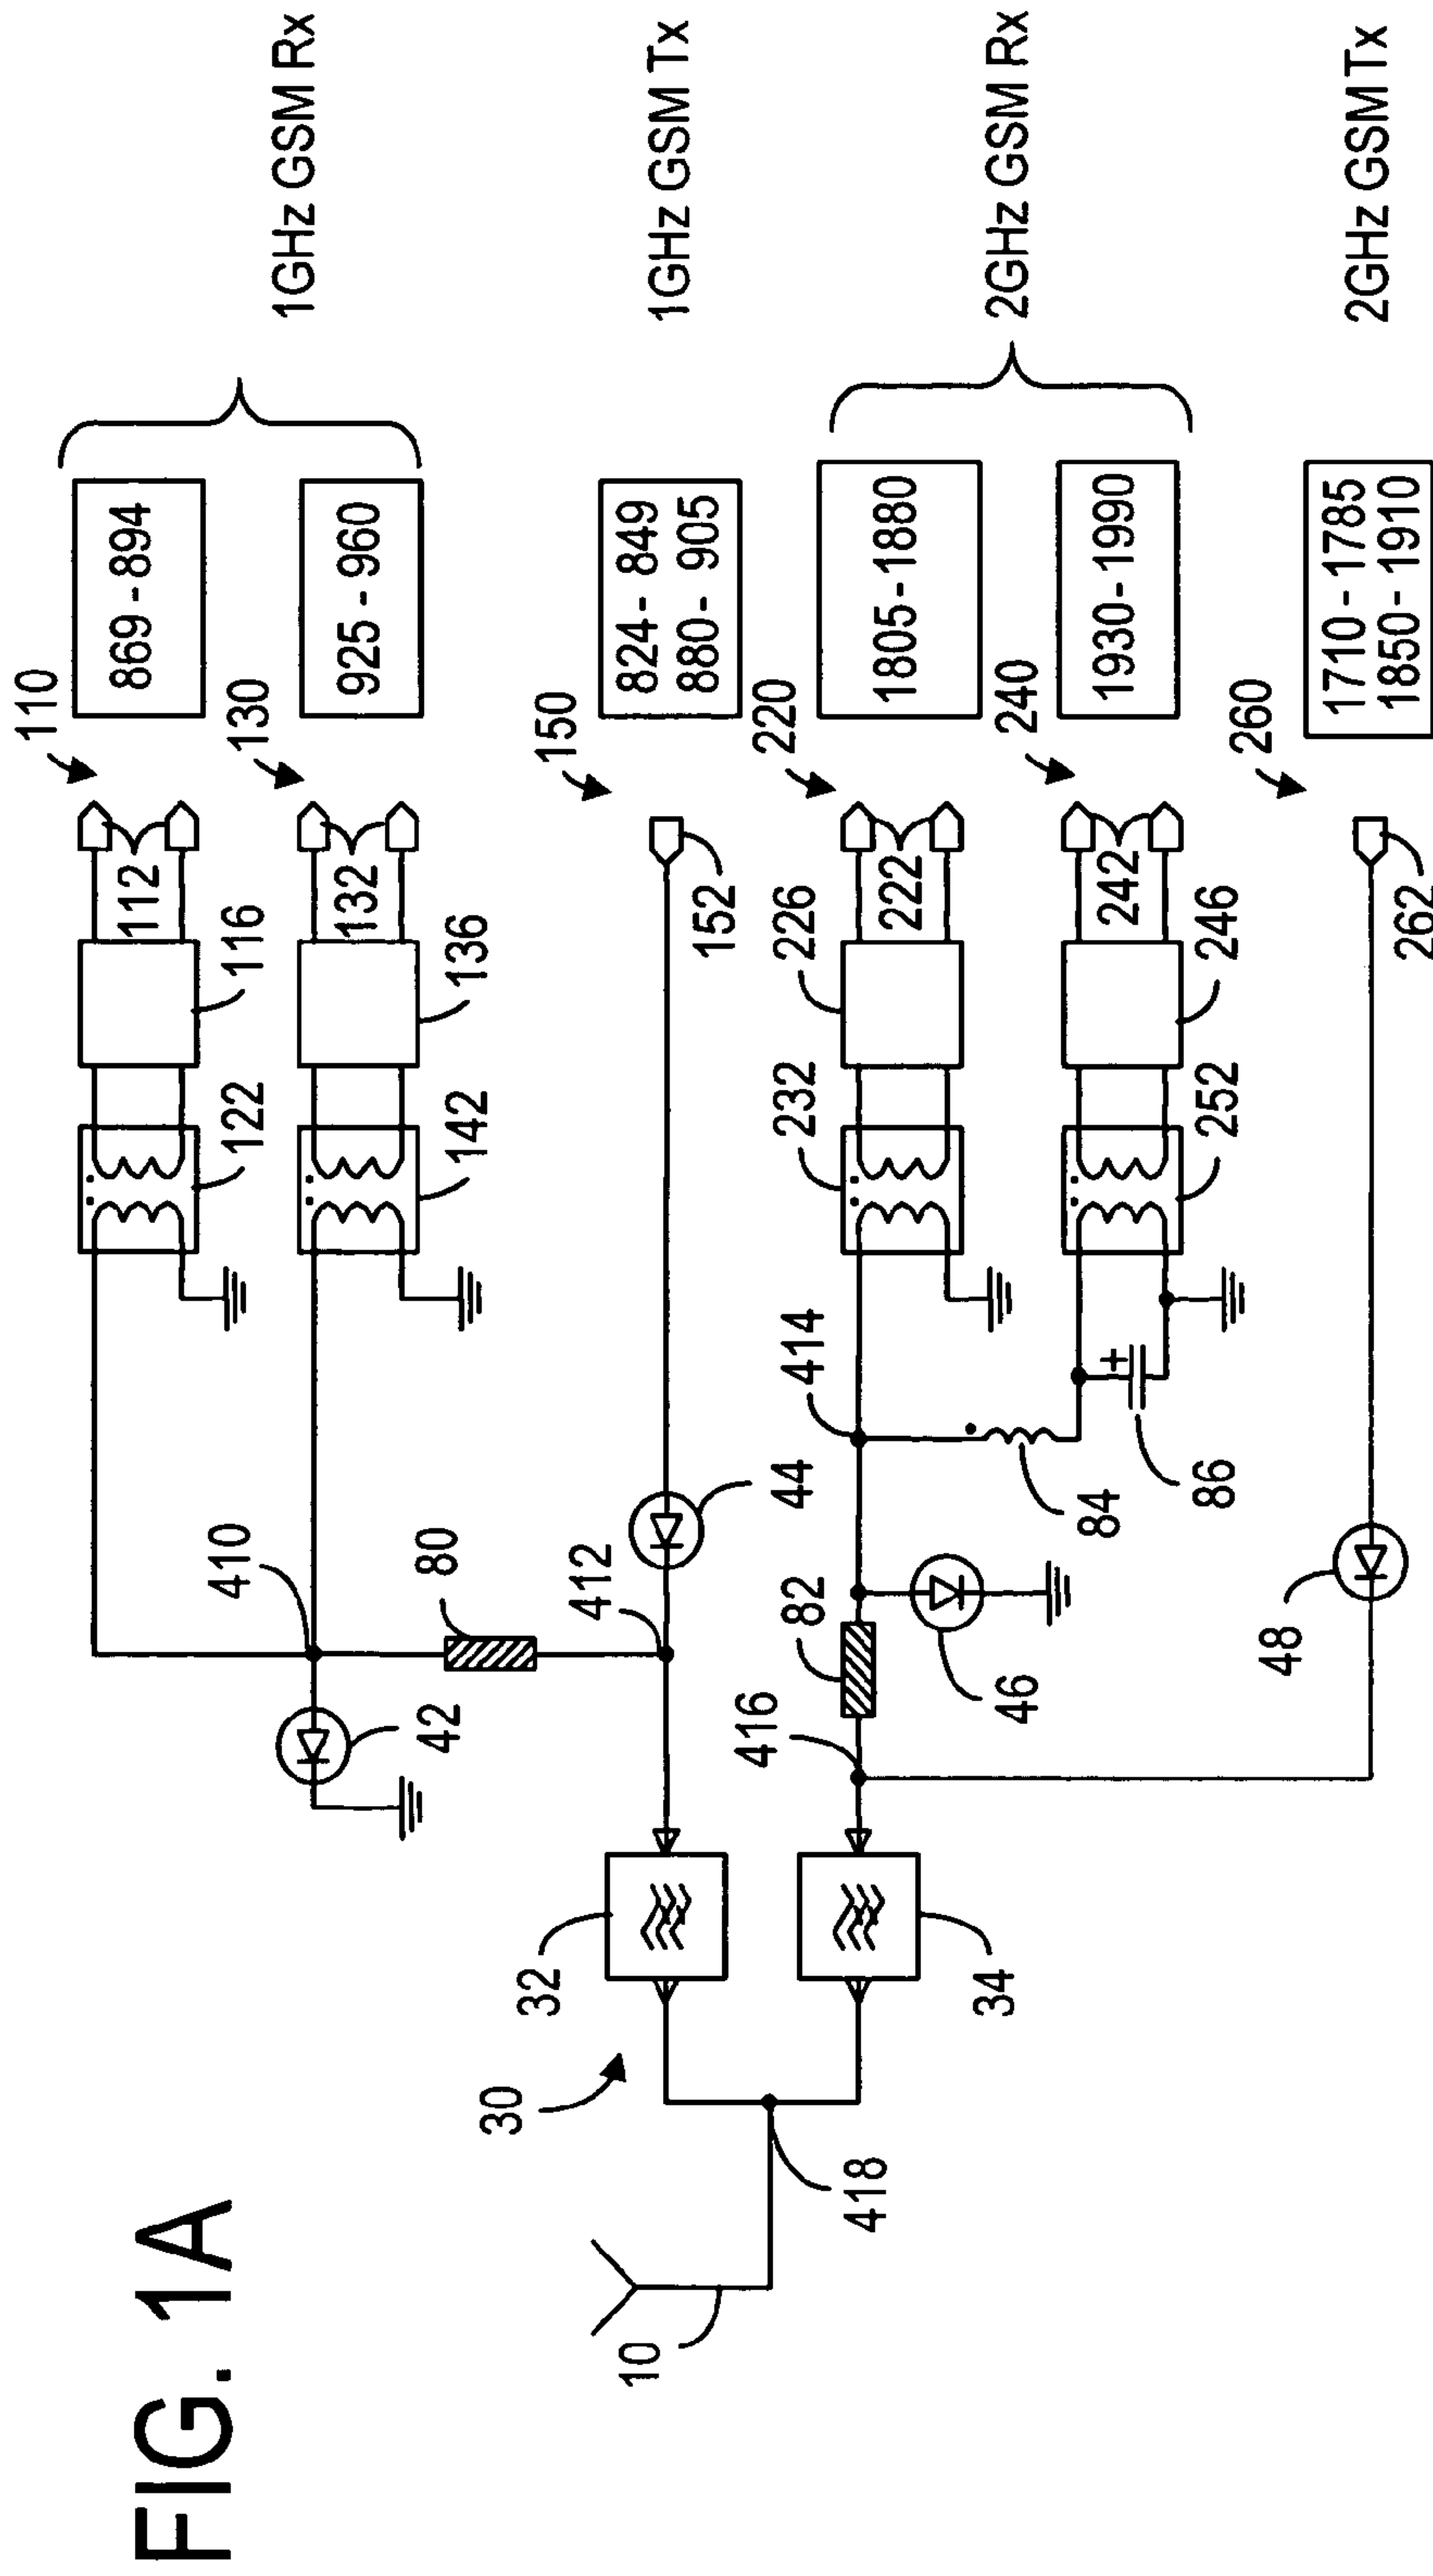 FIG. 1A
110
869 - 894
1GHz GSM Rx
112
116
122
130
925 - 960
132
136
142
410
42
80
150
824 - 849
880 - 905
1GHz GSM Tx
152
44
412
32
30
10
418
34
220
1805 - 1880
2GHz GSM Rx
222
226
232
414
82
416
46
84
86
240
1930 - 1990
242
246
252
260
1710 - 1785
1850 - 1910
2GHz GSM Tx
262
48